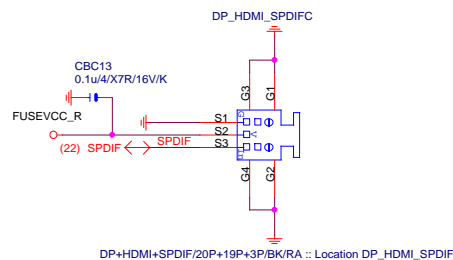 DP_HDMI_SPDIFC
CBC13
0.1u/4/X7R/16V/K
G3
G1
FUSEVCC_R
S1
G
S2
V
(22) SPDIF
SPDIF
S3
G4
G2
DP+HDMI+SPDIF/20P+19P+3P/BK/RA :: Location DP_HDMI_SPDIF